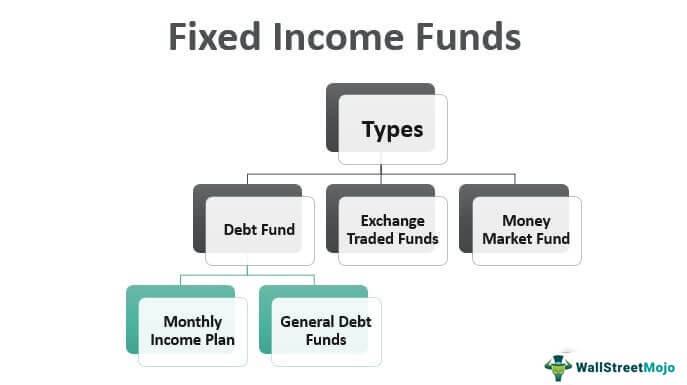 Fixed Income Funds
Types
Debt Fund
Exchange
Traded Funds
Money
Market Fund
Monthly
Income Plan
General Debt
Funds
WallStreetMojo